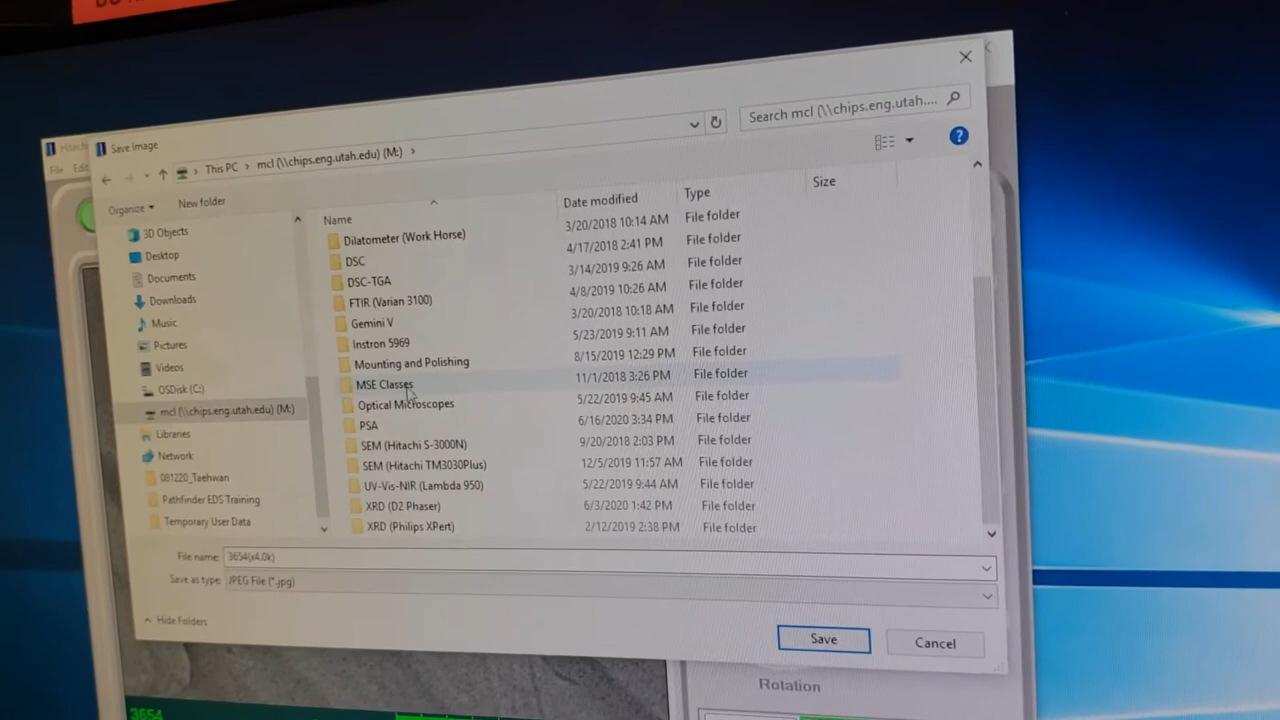 Save Image
Hitachi
File Edit
This PC > mcl (\\chips.eng.utah.edu) (M:) >
Search mcl (\\chips.eng.utah....
Organize
New folder
Name
Date modified
Type
Size
3D Objects
Desktop
Documents
Downloads
Music
Pictures
Videos
OSDisk (C:)
mcl (\\chips.eng.utah.edu) (M:)
Libraries
Network
081220_Taehwan
Pathfinder EDS Training
Temporary User Data
Dilatometer (Work Horse) 3/20/2018 10:14 AM File folder
DSC 4/17/2018 2:41 PM File folder
DSC-TGA 3/14/2019 9:26 AM File folder
FTIR (Varian 3100) 4/8/2019 10:26 AM File folder
Gemini V 3/20/2018 10:18 AM File folder
Instron 5969 5/23/2019 9:11 AM File folder
Mounting and Polishing 8/15/2019 12:29 PM File folder
MSE Classes 11/1/2018 3:26 PM File folder
Optical Microscopes 5/22/2019 9:45 AM File folder
PSA 6/16/2020 3:34 PM File folder
SEM (Hitachi S-3000N) 9/20/2018 2:03 PM File folder
SEM (Hitachi TM3030Plus) 12/5/2019 11:57 AM File folder
UV-Vis-NIR (Lambda 950) 5/22/2019 9:44 AM File folder
XRD (D2 Phaser) 6/3/2020 1:42 PM File folder
XRD (Philips XPert) 2/12/2019 2:38 PM File folder
File name: 3654(x4.0k)
Save as type: JPEG File (*.jpg)
Hide Folders
Save
Cancel
Rotation
3654